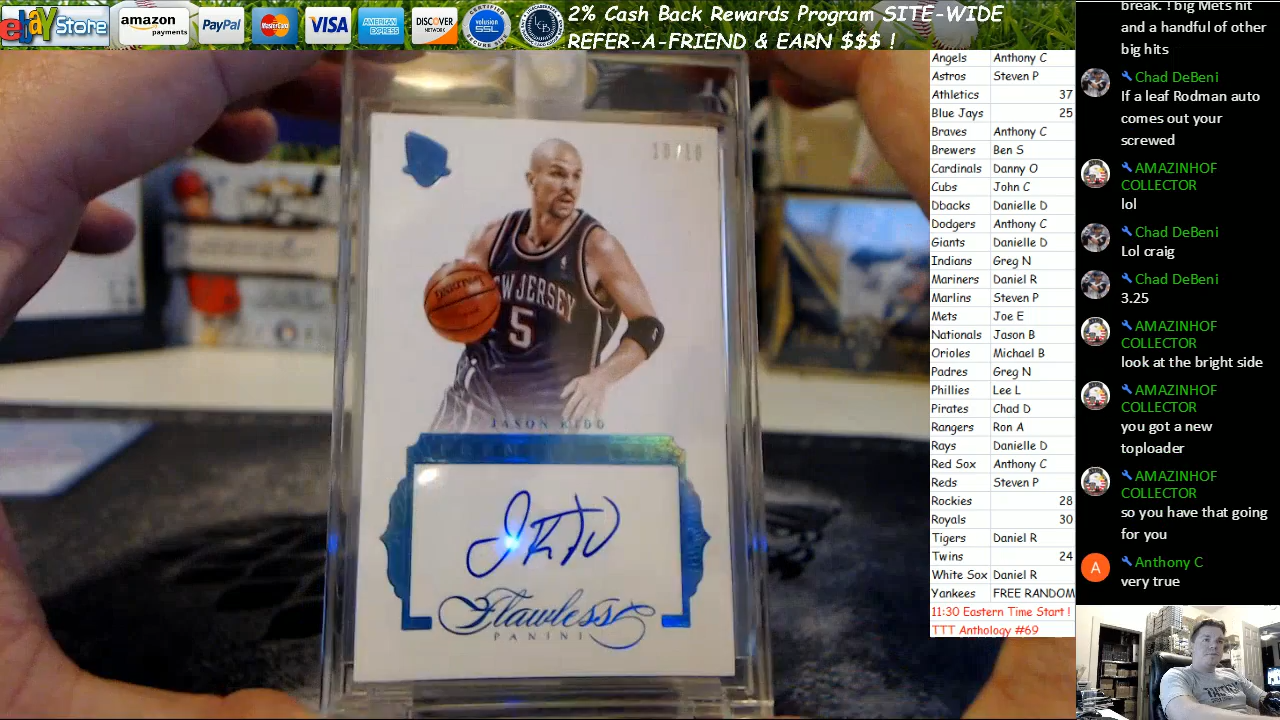 ebay Store
amazon
payments
PayPal
MasterCard
VISA
AMERICAN
EXPRESS
DISCOVER
NETWORK
CERTIFIED
volusion
SSL
SECURE
2% Cash Back Rewards Program SITE-WIDE
REFER-A-FRIEND & EARN $$$ !
10/10
NEW JERSEY
5
JASON KIDD
Flawless
PANINI
Angels Anthony C
Astros Steven P
Athletics 37
Blue Jays 25
Braves Anthony C
Brewers Ben S
Cardinals Danny O
Cubs John C
Dbacks Danielle D
Dodgers Anthony C
Giants Danielle D
Indians Greg N
Mariners Daniel R
Marlins Steven P
Mets Joe E
Nationals Jason B
Orioles Michael B
Padres Greg N
Phillies Lee L
Pirates Chad D
Rangers Ron A
Rays Danielle D
Red Sox Anthony C
Reds Steven P
Rockies 28
Royals 30
Tigers Daniel R
Twins 24
White Sox Daniel R
Yankees FREE RANDOM
11:30 Eastern Time Start !
TTT Anthology #69
break. ! big Mets hit
and a handful of other
big hits
Chad DeBeni
If a leaf Rodman auto
comes out your
screwed
AMAZINHOF
COLLECTOR
lol
Chad DeBeni
Lol craig
Chad DeBeni
3.25
AMAZINHOF
COLLECTOR
look at the bright side
AMAZINHOF
COLLECTOR
you got a new
toploader
AMAZINHOF
COLLECTOR
so you have that going
for you
A Anthony C
very true